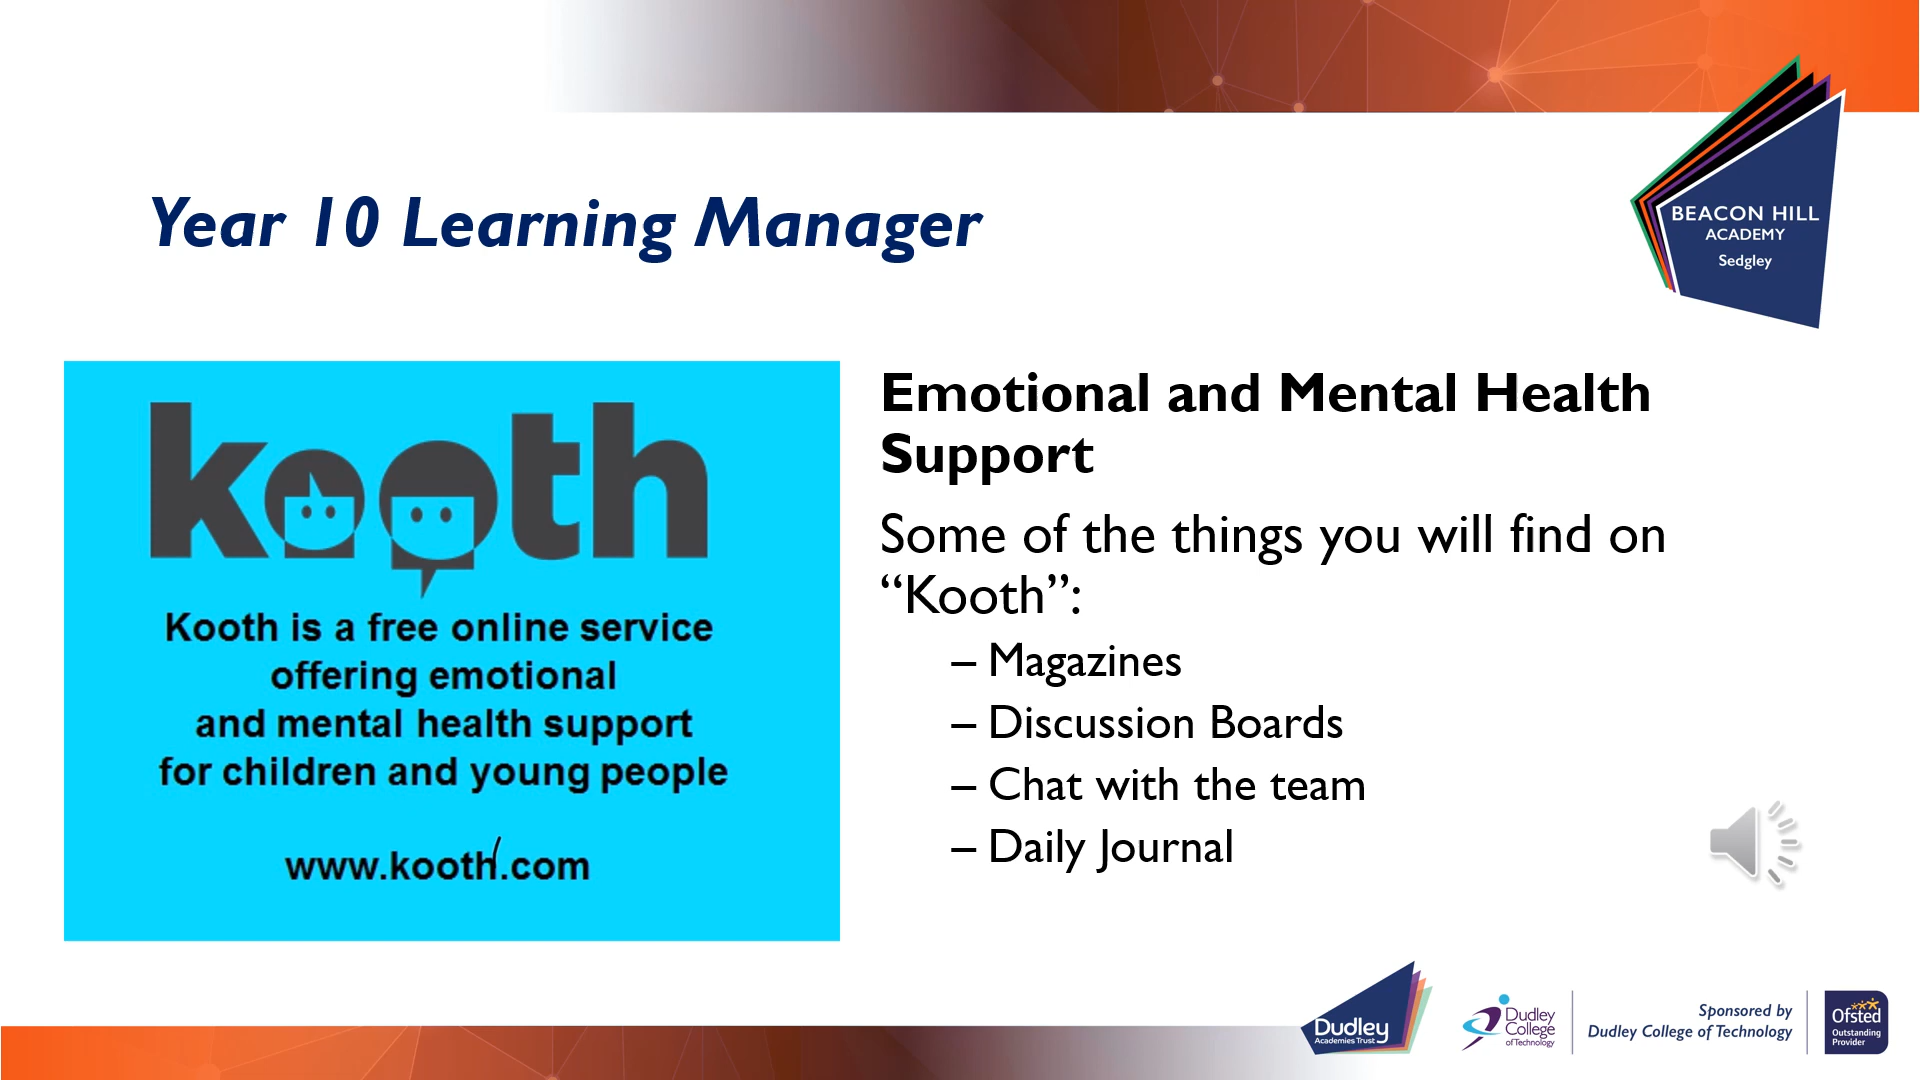 Year 10 Learning Manager
BEACON HILL
ACADEMY
Sedgley
kooth
Kooth is a free online service
offering emotional
and mental health support
for children and young people
www.kooth.com
Emotional and Mental Health
Support
Some of the things you will find on
“Kooth”:
– Magazines
– Discussion Boards
– Chat with the team
– Daily Journal
Dudley
Academies Trust
Dudley
College
of Technology
Sponsored by
Dudley College of Technology
Ofsted
Outstanding
Provider